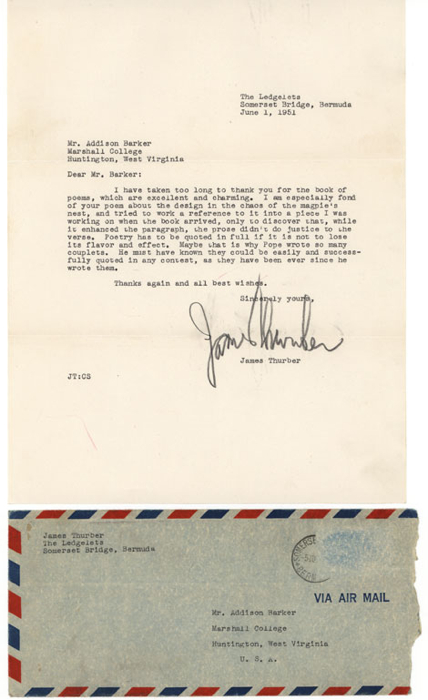 The Ledgelets
Somerset Bridge, Bermuda
June 1, 1951
Mr. Addison Barker
Marshall College
Huntington, West Virginia
Dear Mr. Barker:
I have taken too long to thank you for the book of
poems, which are excellent and charming. I am especially fond
of your poem about the design in the chaos of the magpie's
nest, and tried to work a reference to it into a piece I was
working on when the book arrived, only to discover that, while
it enhanced the paragraph, the prose didn't do justice to the
verse. Poetry has to be quoted in full if it is not to lose
its flavor and effect. Maybe that is why Pope wrote so many
couplets. He must have known they could be easily and success-
fully quoted in any contest, as they have been ever since he
wrote them.
Thanks again and all best wishes.
Sincerely yours,
James Thurber
James Thurber
JT:CS
James Thurber
The Ledgelets
Somerset Bridge, Bermuda
VIA AIR MAIL
Mr. Addison Barker
Marshall College
Huntington, West Virginia
U. S. A.